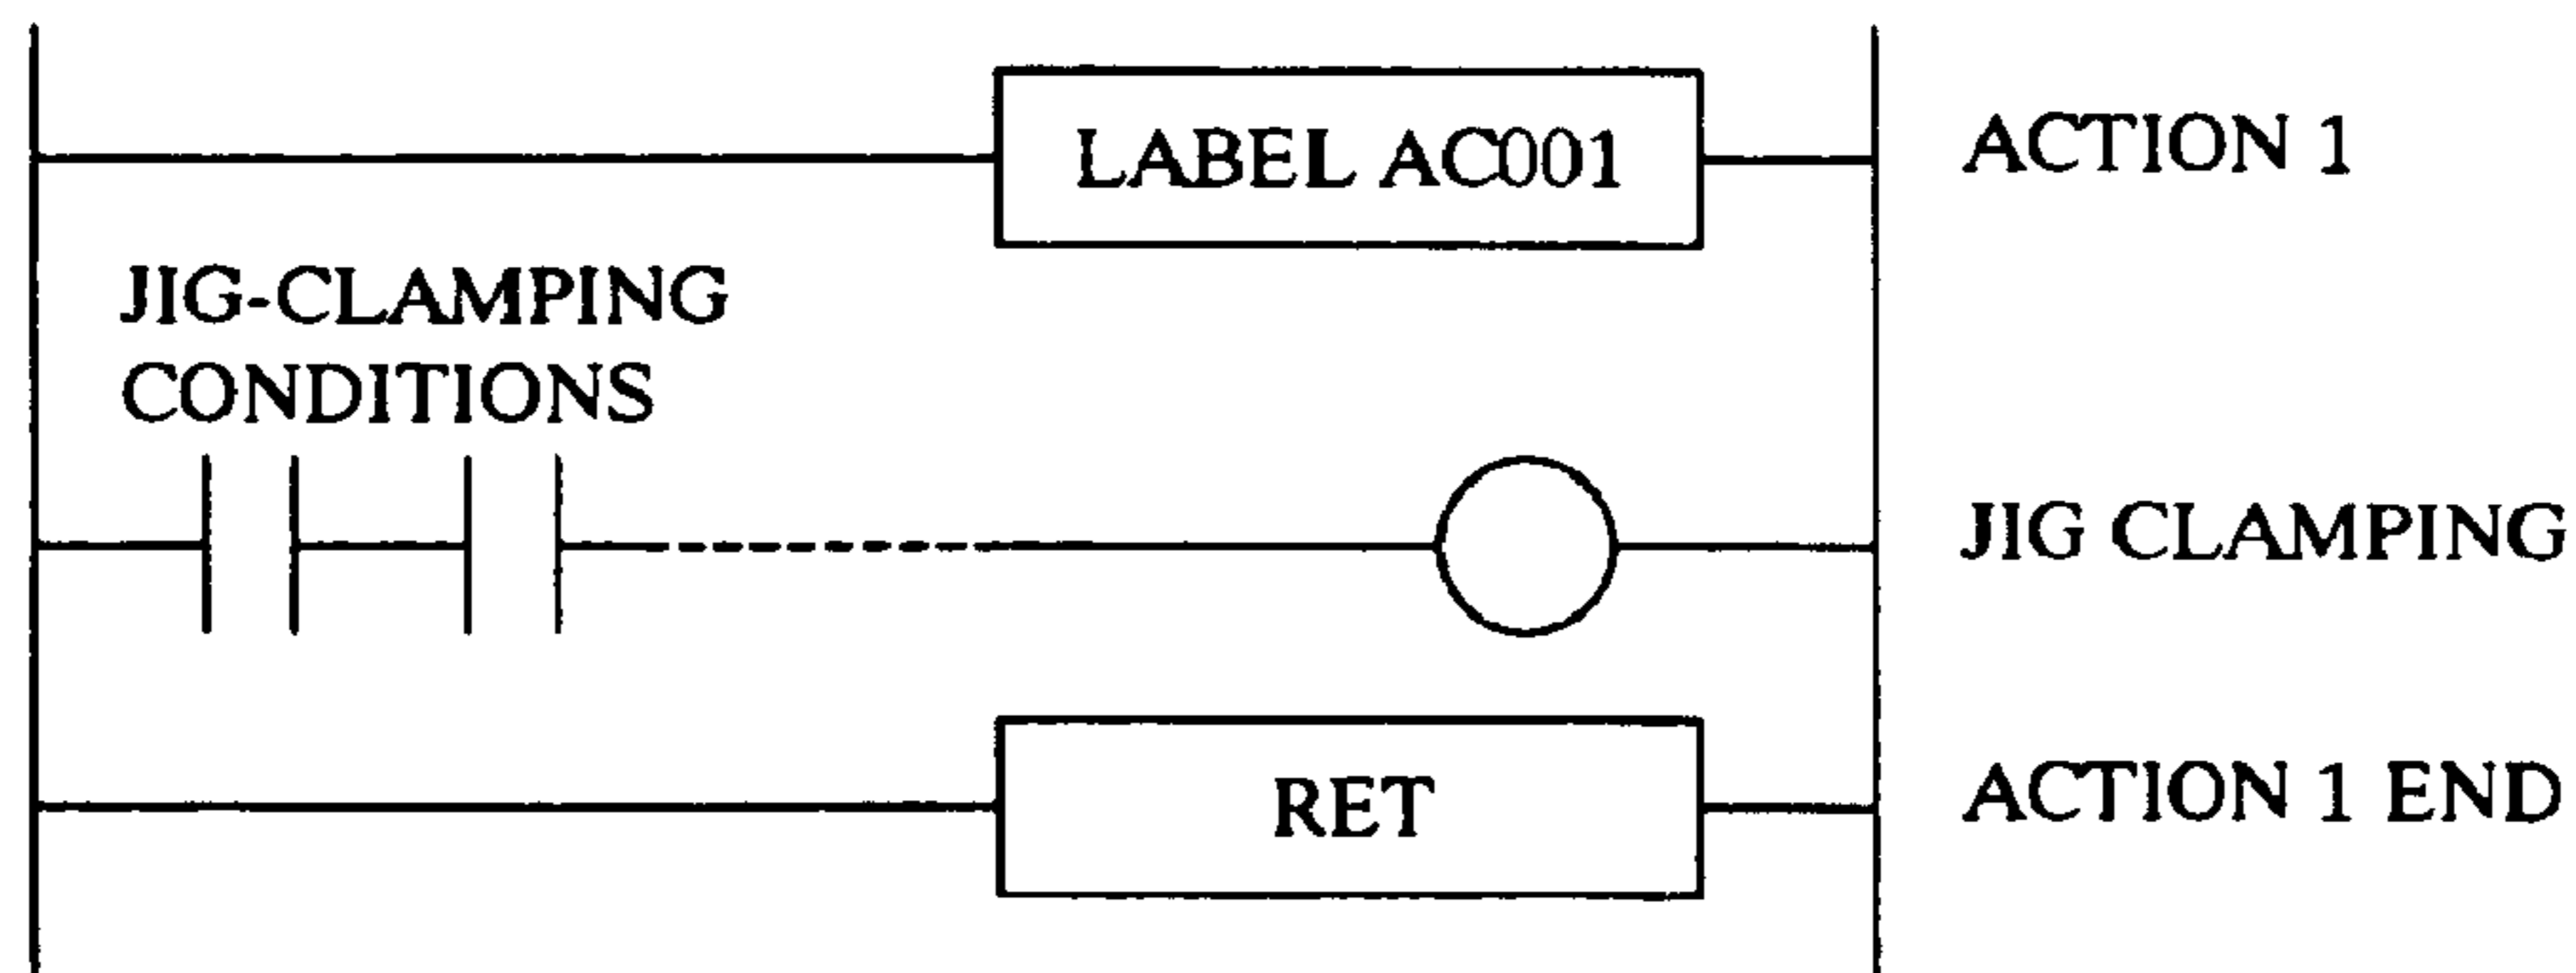 LABEL AC001
ACTION 1
JIG-CLAMPING
CONDITIONS
JIG CLAMPING
RET
ACTION 1 END